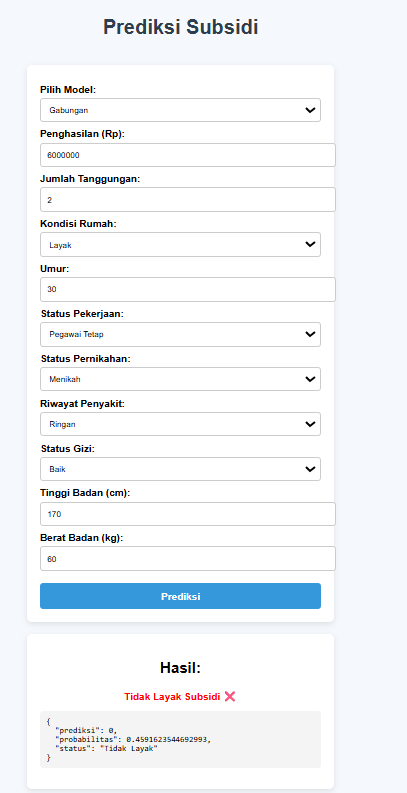 Prediksi Subsidi
Pilih Model:
Gabungan
Penghasilan (Rp):
6000000
Jumlah Tanggungan:
2
Kondisi Rumah:
Layak
Umur:
30
Status Pekerjaan:
Pegawai Tetap
Status Pernikahan:
Menikah
Riwayat Penyakit:
Ringan
Status Gizi:
Baik
Tinggi Badan (cm):
170
Berat Badan (kg):
60
Prediksi
Hasil:
Tidak Layak Subsidi ❌
{
  "prediksi": 0,
  "probabilitas": 0.4591623544692993,
  "status": "Tidak Layak"
}